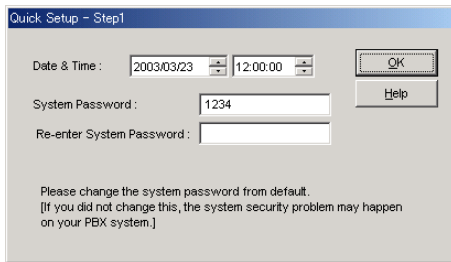 Quick Setup - Step1
Date & Time : 2003/03/23 12:00:00 OK
Help
System Password : 1234
Re-enter System Password :
Please change the system password from default.
[If you did not change this, the system security problem may happen
on your PBX system.]